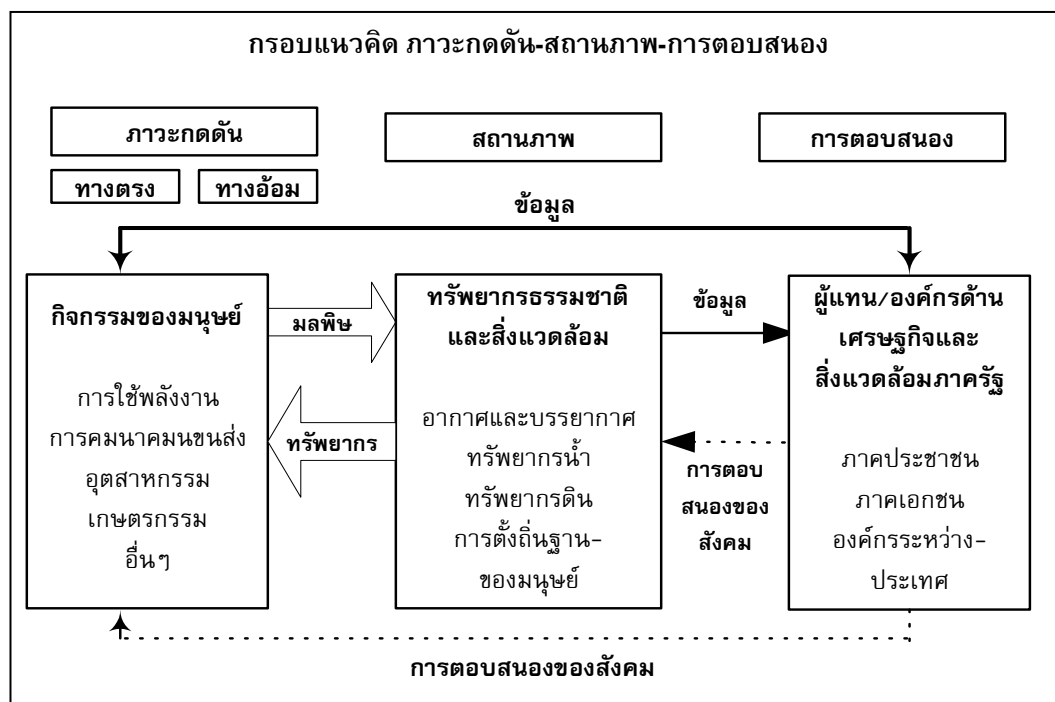 กรอบแนวคิด ภาวะกดดัน-สถานภาพ-การตอบสนอง
ภาวะกดดัน
สถานภาพ
การตอบสนอง
ทางตรง
ทางอ้อม
ข้อมูล
กิจกรรมของมนุษย์
การใช้พลังงาน
การคมนาคมนขนส่ง
อุตสาหกรรม
เกษตรกรรม
อื่นๆ
มลพิษ
ทรัพยากร
ทรัพยากรธรรมชาติ
และสิ่งแวดล้อม
อากาศและบรรยากาศ
ทรัพยากรน้ำ
ทรัพยากรดิน
การตั้งถิ่นฐาน-
ของมนุษย์
ข้อมูล
การตอบ
สนองของ
สังคม
ผู้แทน/องค์กรด้าน
เศรษฐกิจและ
สิ่งแวดล้อมภาครัฐ
ภาคประชาชน
ภาคเอกชน
องค์กรระหว่าง-
ประเทศ
การตอบสนองของสังคม